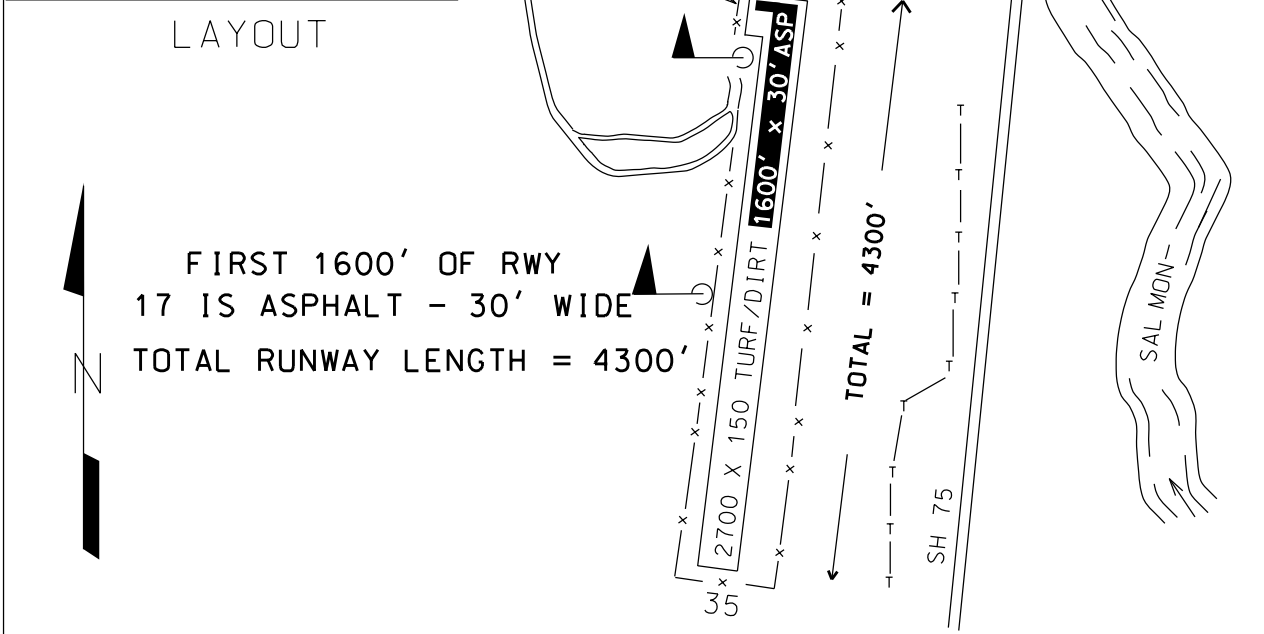 LAYOUT
1600' × 30' ASP
FIRST 1600' OF RWY
17 IS ASPHALT - 30' WIDE
TOTAL RUNWAY LENGTH = 4300'
N
2700 X 150 TURF/DIRT
TOTAL = 4300'
SALMON
SH 75
35